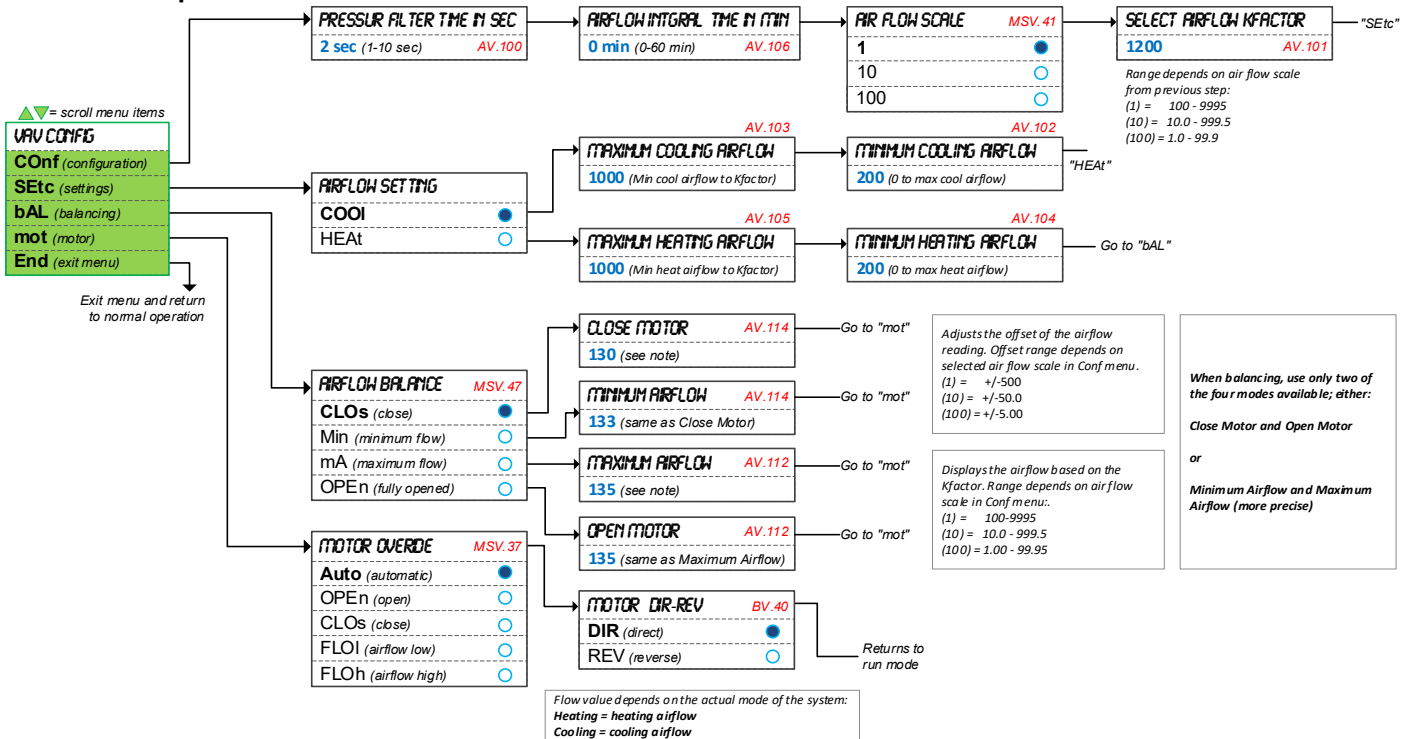 PRESSUR FILTER TIME IN SEC
2 sec (1-10 sec) AV.100
AIRFLOW INTGRAL TIME IN MIN
0 min (0-60 min) AV.106
AIR FLOW SCALE MSV.41
1
10
100
SELECT AIRFLOW KFACTOR
1200 AV.101
"SEtc"
Range depends on air flow scale
from previous step:
(1) = 100 - 9995
(10) = 10.0 - 999.5
(100) = 1.0 - 99.9
= scroll menu items
VAV CONFIG
COnf (configuration)
SEtc (settings)
bAL (balancing)
mot (motor)
End (exit menu)
Exit menu and return
to normal operation
AIRFLOW SETTING
COOl
HEAt
AV.103
MAXIMUM COOLING AIRFLOW
1000 (Min cool airflow to Kfactor)
AV.102
MINIMUM COOLING AIRFLOW
200 (0 to max cool airflow)
"HEAt"
AV.105
MAXIMUM HEATING AIRFLOW
1000 (Min heat airflow to Kfactor)
AV.104
MINIMUM HEATING AIRFLOW
200 (0 to max heat airflow)
Go to "bAL"
AIRFLOW BALANCE MSV.47
CLOs (close)
Min (minimum flow)
mA (maximum flow)
OPEn (fully opened)
CLOSE MOTOR AV.114
130 (see note)
Go to "mot"
MINIMUM AIRFLOW AV.114
133 (same as Close Motor)
Go to "mot"
MAXIMUM AIRFLOW AV.112
135 (see note)
Go to "mot"
OPEN MOTOR AV.112
135 (same as Maximum Airflow)
Go to "mot"
Adjusts the offset of the airflow
reading. Offset range depends on
selected air flow scale in Conf menu.
(1) = +/-500
(10) = +/-50.0
(100) = +/-5.00
Displays the airflow based on the
Kfactor. Range depends on air flow
scale in Conf menu:.
(1) = 100-9995
(10) = 10.0 - 999.5
(100) = 1.00 - 99.95
When balancing, use only two of
the four modes available; either:
Close Motor and Open Motor
or
Minimum Airflow and Maximum
Airflow (more precise)
MOTOR OVERIDE MSV.37
Auto (automatic)
OPEn (open)
CLOs (close)
FLOl (airflow low)
FLOh (airflow high)
MOTOR DIR-REV BV.40
DIR (direct)
REV (reverse)
Returns to
run mode
Flow value depends on the actual mode of the system:
Heating = heating airflow
Cooling = cooling airflow